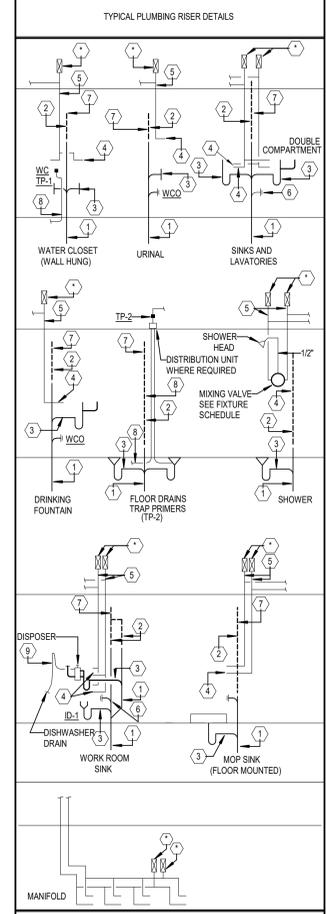 TYPICAL PLUMBING RISER DETAILS
* * *
5 5
2 7 7 2 2 7
4 4 4 DOUBLE
COMPARTMENT
WC
TP-1
3 3 3 3
8 WCO 6
1 1 1
WATER CLOSET
(WALL HUNG)
URINAL
SINKS AND
LAVATORIES
* *
5 TP-2 5
7 7 SHOWER
HEAD
2 DISTRIBUTION UNIT
WHERE REQUIRED
1/2"
4 8 MIXING VALVE
SEE FIXTURE
SCHEDULE
4
3 2 2
WCO 3 8 3
1 1 1
DRINKING
FOUNTAIN
FLOOR DRAINS
TRAP PRIMERS
(TP-2)
SHOWER
* *
5 5
7 2 7
DISPOSER 2
9 3
4 1 4
ID-1 6
DISHWASHER
DRAIN
3 1 3 1
WORK ROOM
SINK
MOP SINK
(FLOOR MOUNTED)
*
*
MANIFOLD